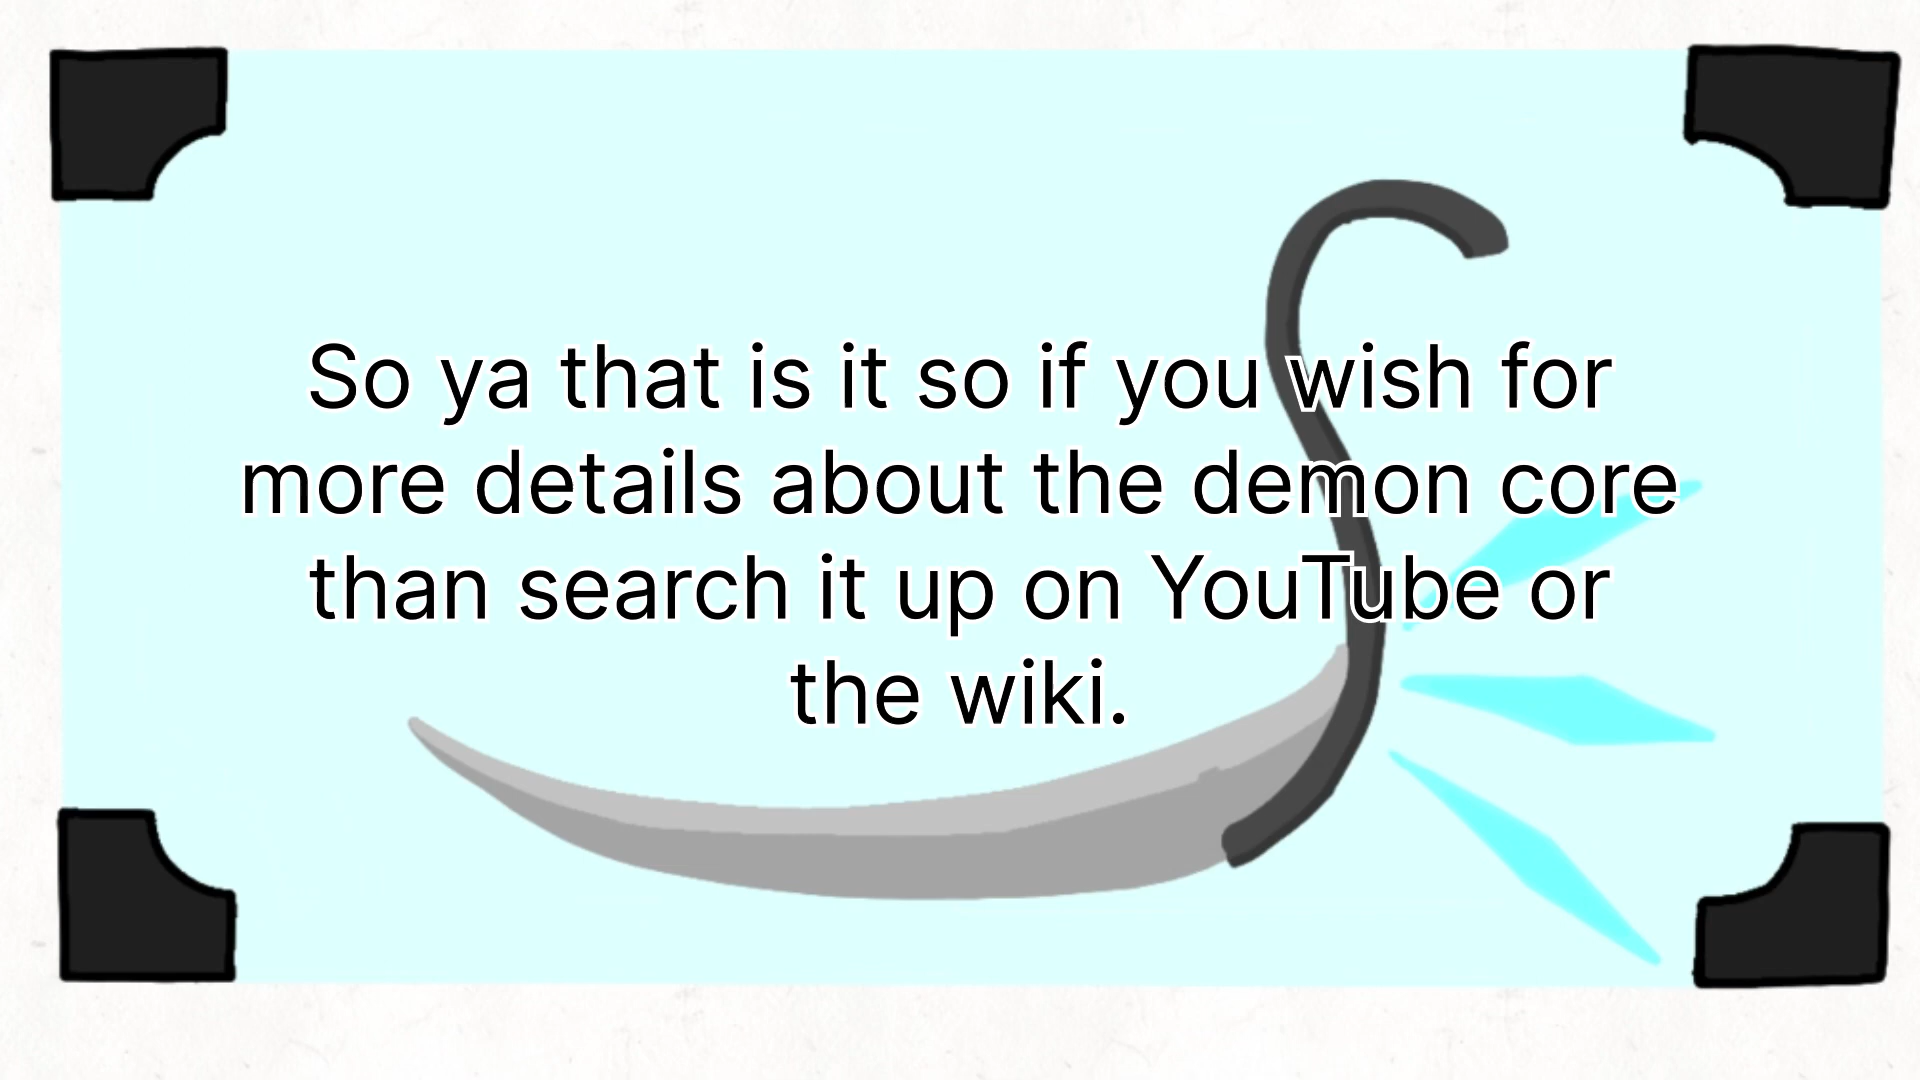 So ya that is it so if you wish for
more details about the demon core
than search it up on YouTube or
the wiki.